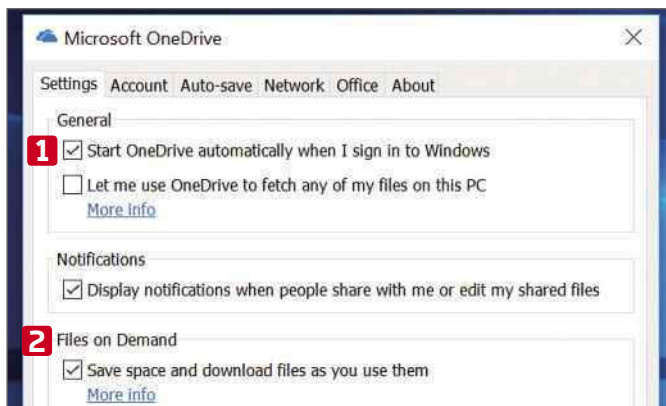 Microsoft OneDrive
Settings Account Auto-save Network Office About
General
1 Start OneDrive automatically when I sign in to Windows
Let me use OneDrive to fetch any of my files on this PC
More info
Notifications
Display notifications when people share with me or edit my shared files
2 Files on Demand
Save space and download files as you use them
More info